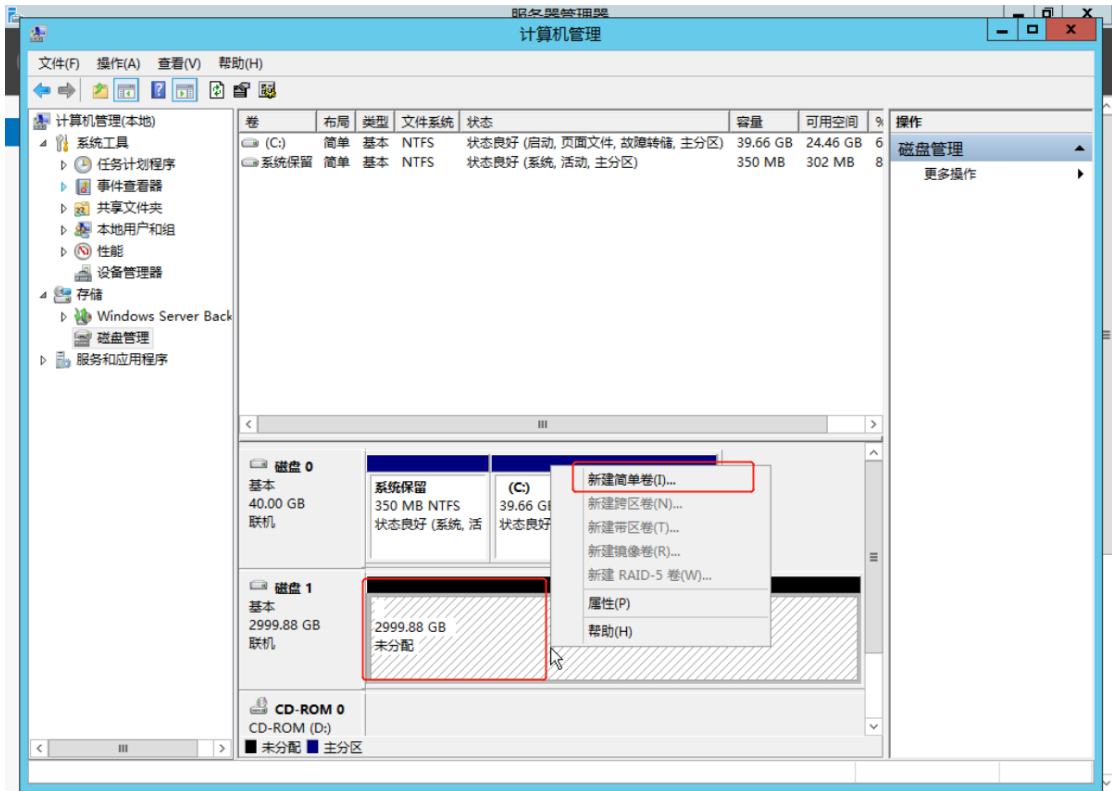 服务器管理器
计算机管理
文件(F) 操作(A) 查看(V) 帮助(H)
计算机管理(本地)
系统工具
任务计划程序
事件查看器
共享文件夹
本地用户和组
性能
设备管理器
存储
Windows Server Back
磁盘管理
服务和应用程序
卷 布局 类型 文件系统 状态 容量 可用空间 %
(C:) 简单 基本 NTFS 状态良好 (启动, 页面文件, 故障转储, 主分区) 39.66 GB 24.46 GB 6
系统保留 简单 基本 NTFS 状态良好 (系统, 活动, 主分区) 350 MB 302 MB 8
操作
磁盘管理
更多操作
磁盘 0
基本
40.00 GB
联机
系统保留
350 MB NTFS
状态良好 (系统, 活
(C:)
39.66 GB
状态良好
新建简单卷(I)...
新建跨区卷(N)...
新建带区卷(T)...
新建镜像卷(R)...
新建 RAID-5 卷(W)...
属性(P)
帮助(H)
磁盘 1
基本
2999.88 GB
联机
2999.88 GB
未分配
CD-ROM 0
CD-ROM (D:)
未分配 主分区